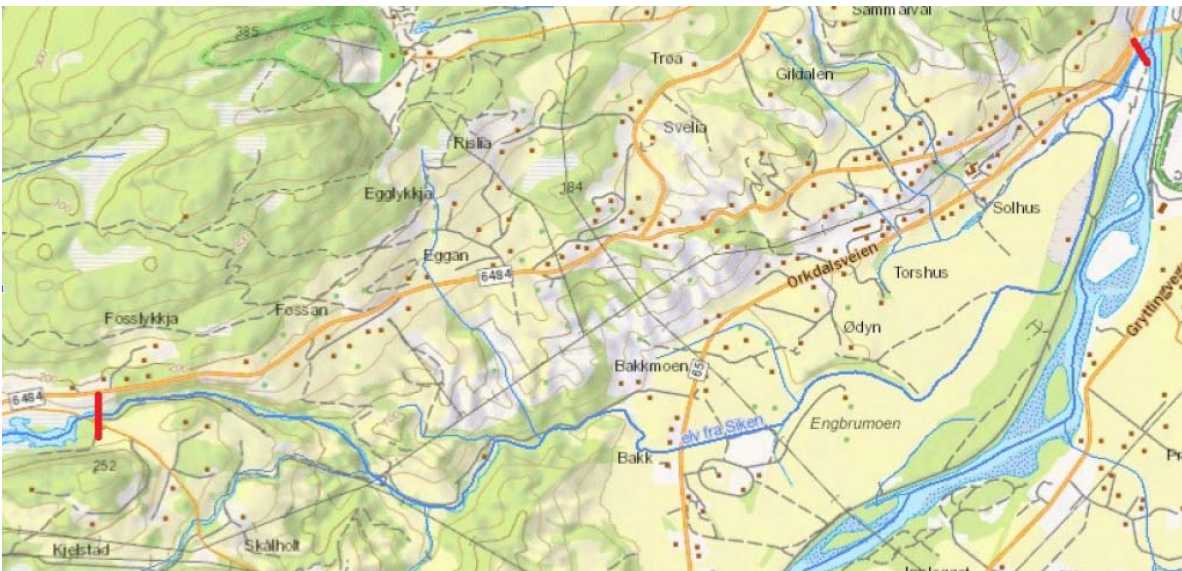 Sammarval
385
Trøa
Gildalen
Svelia
Rislia
Egglykkja
184
Solhus
Eggan
6484
Orkdalsveien
Torshus
Fossan
Fosslykkja
Ødyn
Bakkmoen
65
6484
elv fra Siken
Engbrumoen
Bakk
252
Skålholt
Kjelstad